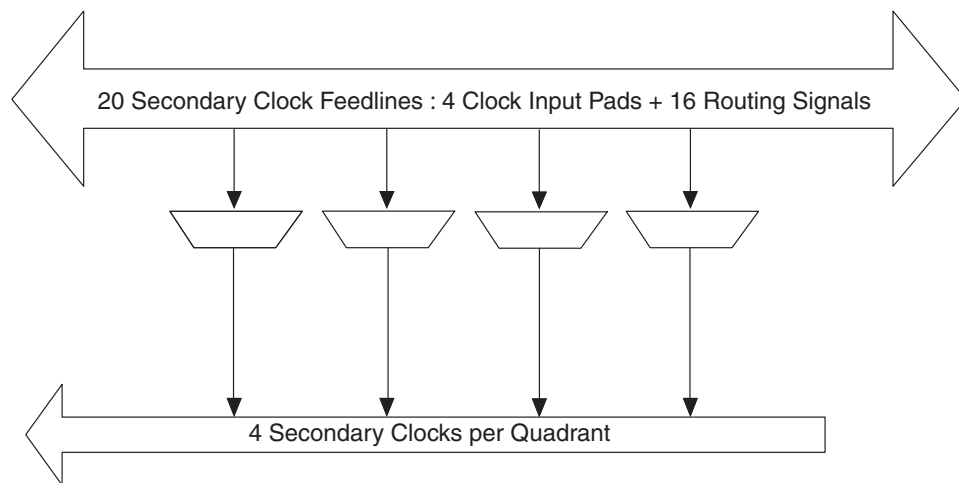 20 Secondary Clock Feedlines : 4 Clock Input Pads + 16 Routing Signals
4 Secondary Clocks per Quadrant